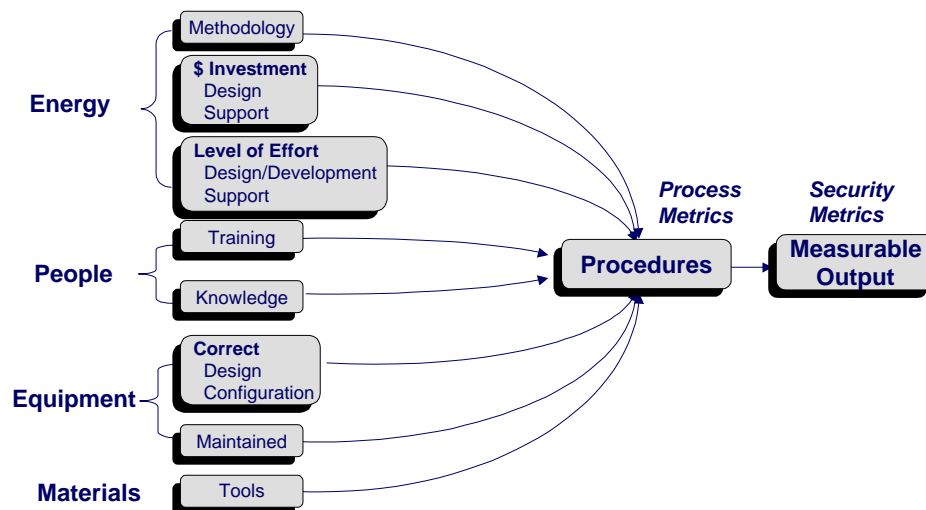 Energy
Methodology
$ Investment
Design
Support
Level of Effort
Design/Development
Support
People
Training
Knowledge
Equipment
Correct
Design
Configuration
Maintained
Materials
Tools
Process
Metrics
Procedures
Security
Metrics
Measurable
Output